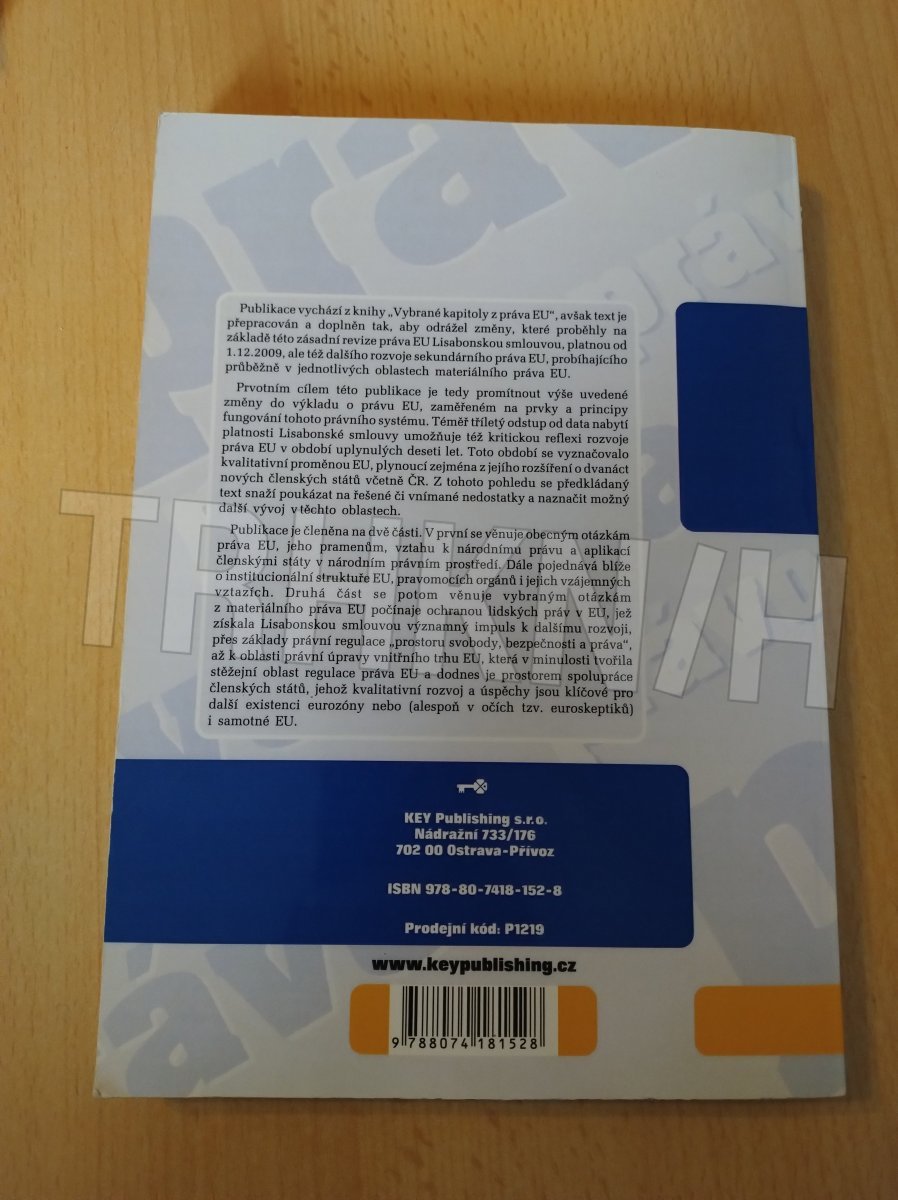 Publikace vychází z knihy „Vybrané kapitoly z práva EU“, avšak text je
přepracován a doplněn tak, aby odrážel změny, které proběhly na
základě této zásadní revize práva EU Lisabonskou smlouvou, platnou od
1.12.2009, ale též dalšího rozvoje sekundárního práva EU, probíhajícího
průběžně v jednotlivých oblastech materiálního práva EU.
Prvotním cílem této publikace je tedy promítnout výše uvedené
změny do výkladu o právu EU, zaměřeném na prvky a principy
fungování tohoto právního systému. Téměř tříletý odstup od data nabytí
platnosti Lisabonské smlouvy umožňuje též kritickou reflexi rozvoje
práva EU v období uplynulých deseti let. Toto období se vyznačovalo
kvalitativní proměnou EU, plynoucí zejména z jejího rozšíření o dvanáct
nových členských států včetně ČR. Z tohoto pohledu se předkládaný
text snaží poukázat na řešené či vnímané nedostatky a naznačit možný
další vývoj v těchto oblastech.
Publikace je členěna na dvě části. V první se věnuje obecným otázkám
práva EU, jeho pramenům, vztahu k národnímu právu a aplikací
členskými státy v národním právním prostředí. Dále pojednává blíže
o institucionální struktuře EU, pravomocích orgánů i jejich vzájemných
vztazích. Druhá část se potom věnuje vybraným otázkám
z materiálního práva EU počínaje ochranou lidských práv v EU, jež
získala Lisabonskou smlouvou významný impuls k dalšímu rozvoji,
přes základy právní regulace „prostoru svobody, bezpečnosti a práva“,
až k oblasti právní úpravy vnitřního trhu EU, která v minulosti tvořila
stěžejní oblast regulace práva EU a dodnes je prostorem spolupráce
členských států, jehož kvalitativní rozvoj a úspěchy jsou klíčové pro
další existenci eurozóny nebo (alespoň v očích tzv. euroskeptiků)
i samotné EU.
KEY Publishing s.r.o.
Nádražní 733/176
702 00 Ostrava-Přívoz
ISBN 978-80-7418-152-8
Prodejní kód: P1219
www.keypublishing.cz
9 788074 181528